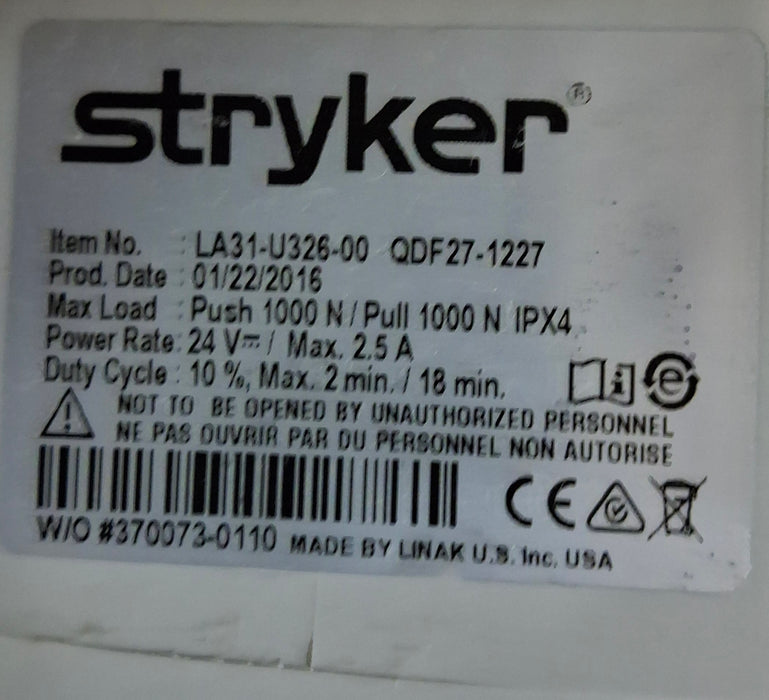 stryker®
Item No. : LA31-U326-00 QDF27-1227
Prod. Date : 01/22/2016
Max Load : Push 1000 N / Pull 1000 N IPX4
Power Rate: 24 V⎓ / Max. 2.5 A
Duty Cycle : 10 %, Max. 2 min. / 18 min.
NOT TO BE OPENED BY UNAUTHORIZED PERSONNEL
NE PAS OUVRIR PAR DU PERSONNEL NON AUTORISE
CE
W/O #370073-0110 MADE BY LINAK U.S. Inc. USA